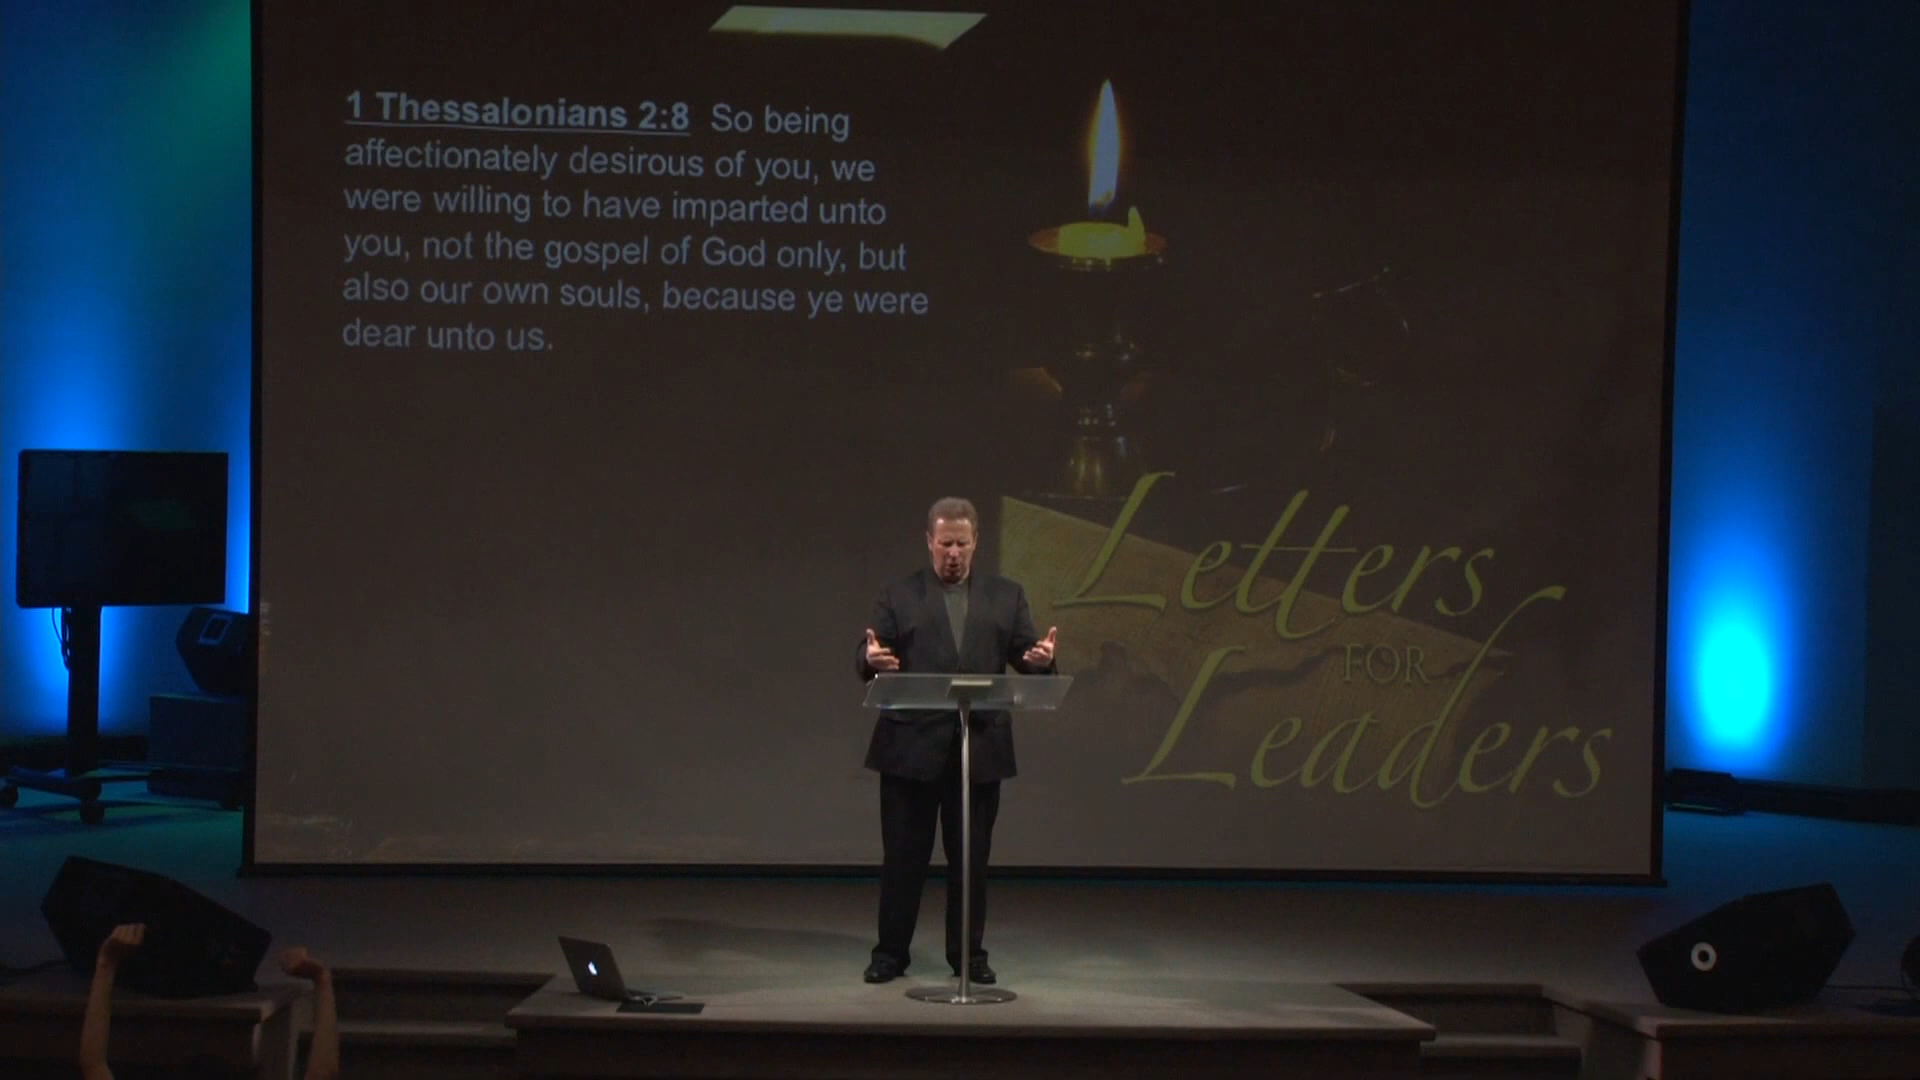 1 Thessalonians 2:8 So being
affectionately desirous of you, we
were willing to have imparted unto
you, not the gospel of God only, but
also our own souls, because ye were
dear unto us.
Letters
FOR
Leaders